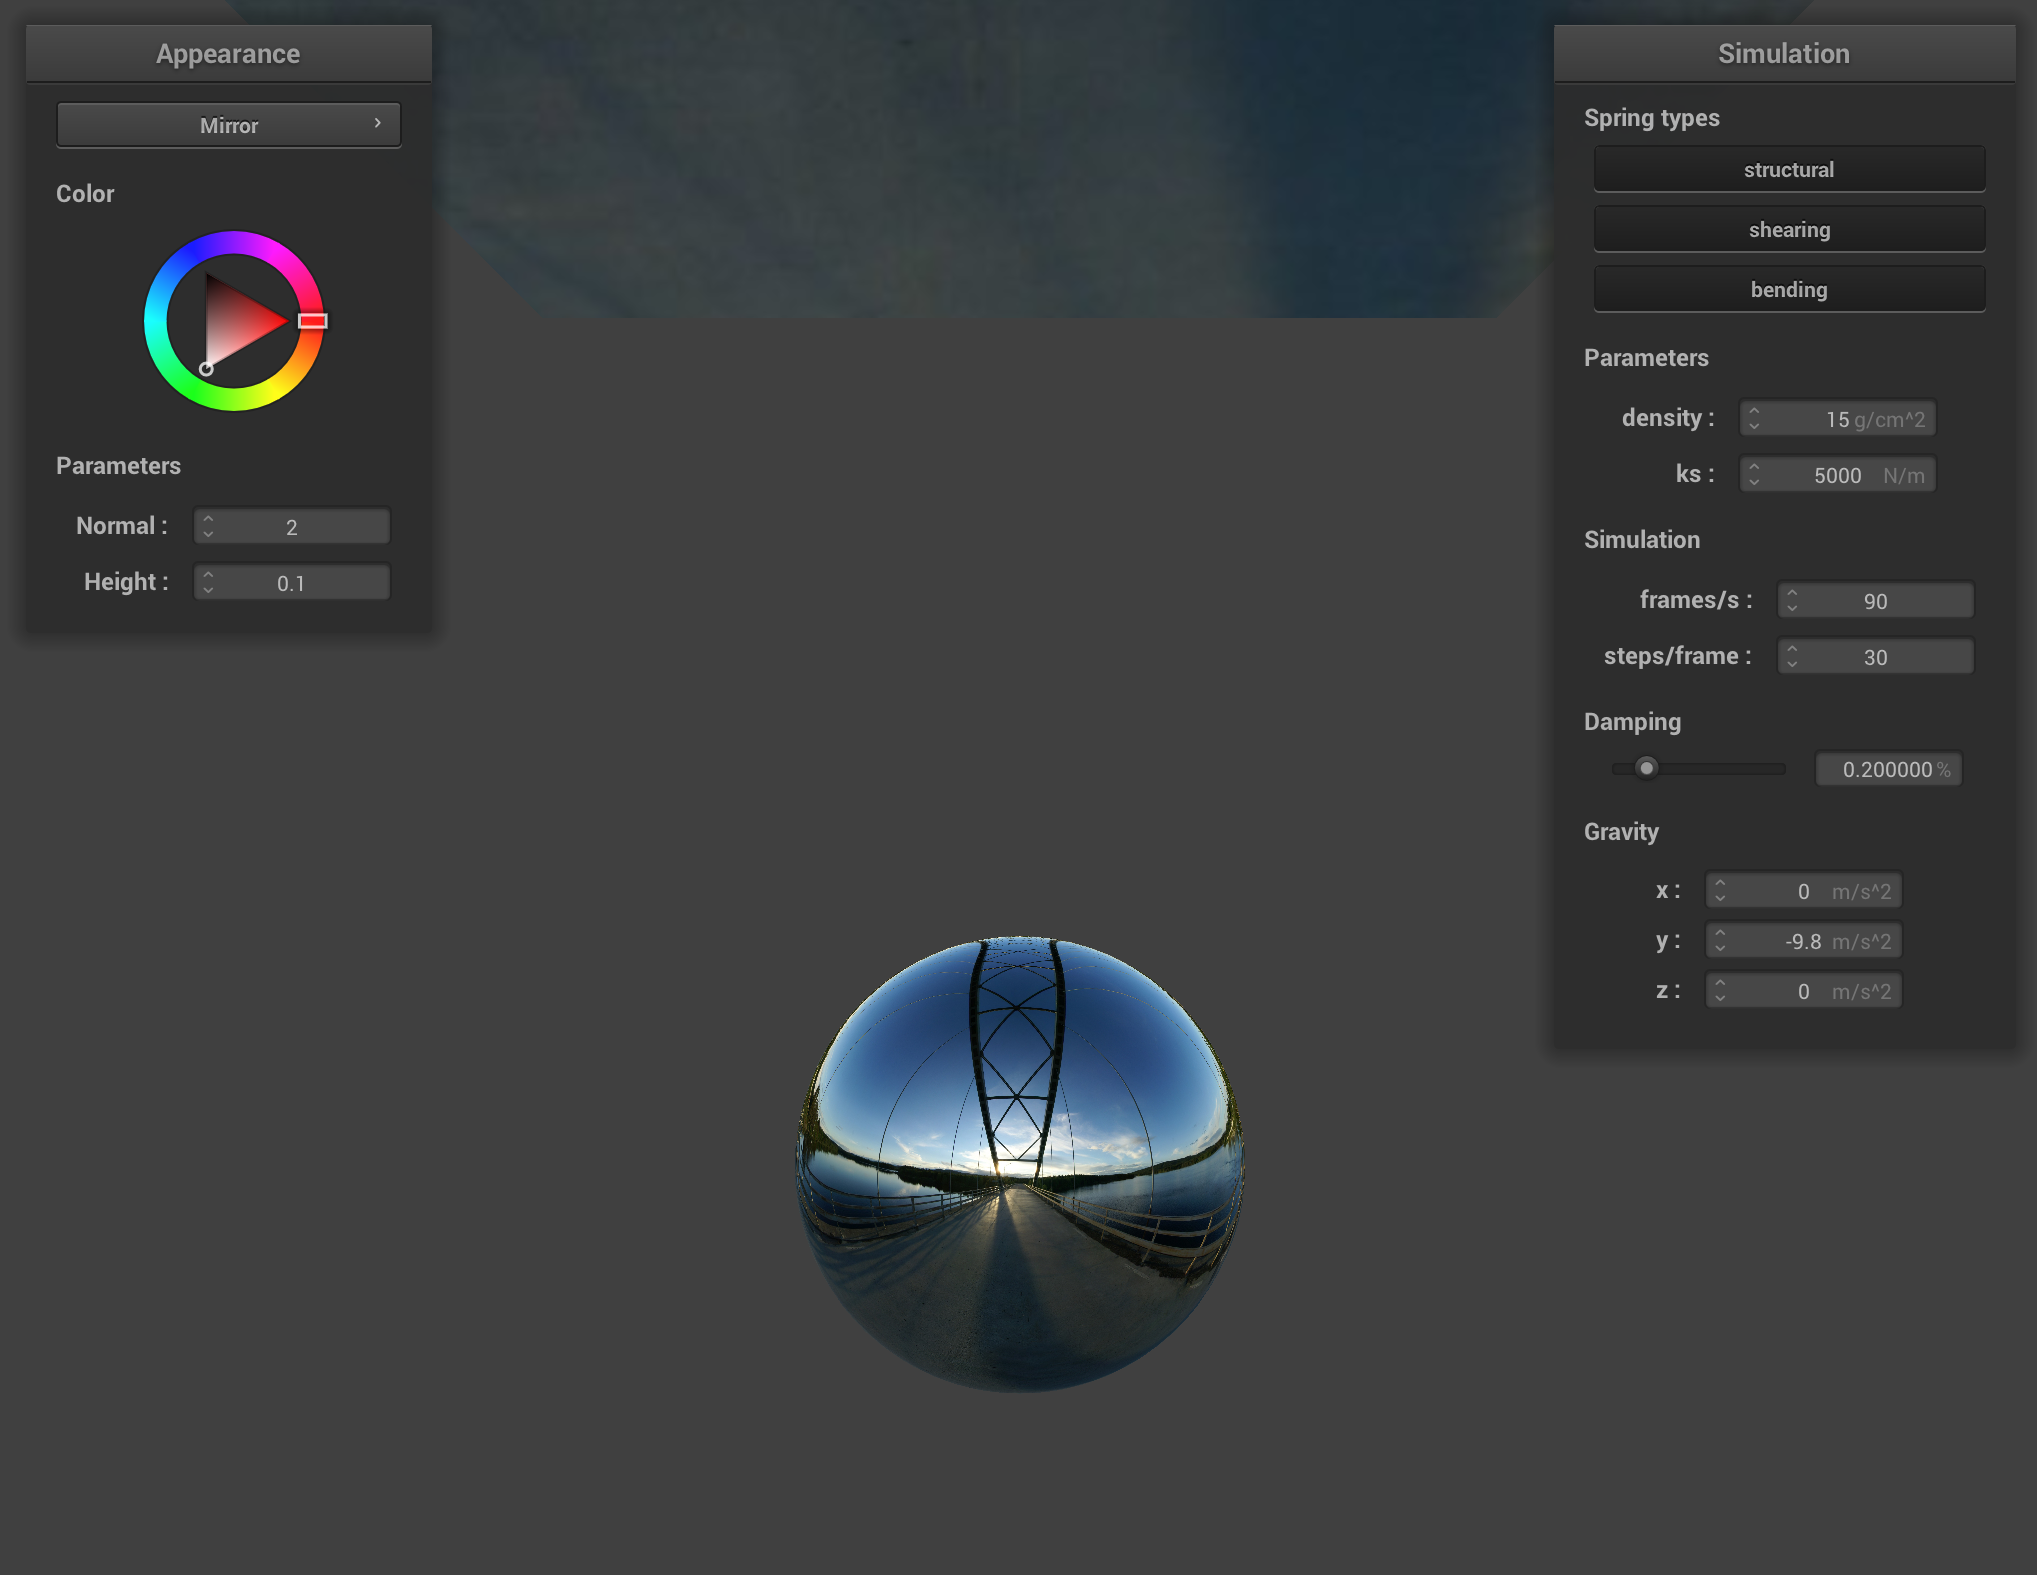 Appearance
Mirror
Color
Parameters
Normal : 2
Height : 0.1
Simulation
Spring types
structural
shearing
bending
Parameters
density : 15 g/cm^2
ks : 5000 N/m
Simulation
frames/s : 90
steps/frame : 30
Damping
0.200000 %
Gravity
x : 0 m/s^2
y : -9.8 m/s^2
z : 0 m/s^2